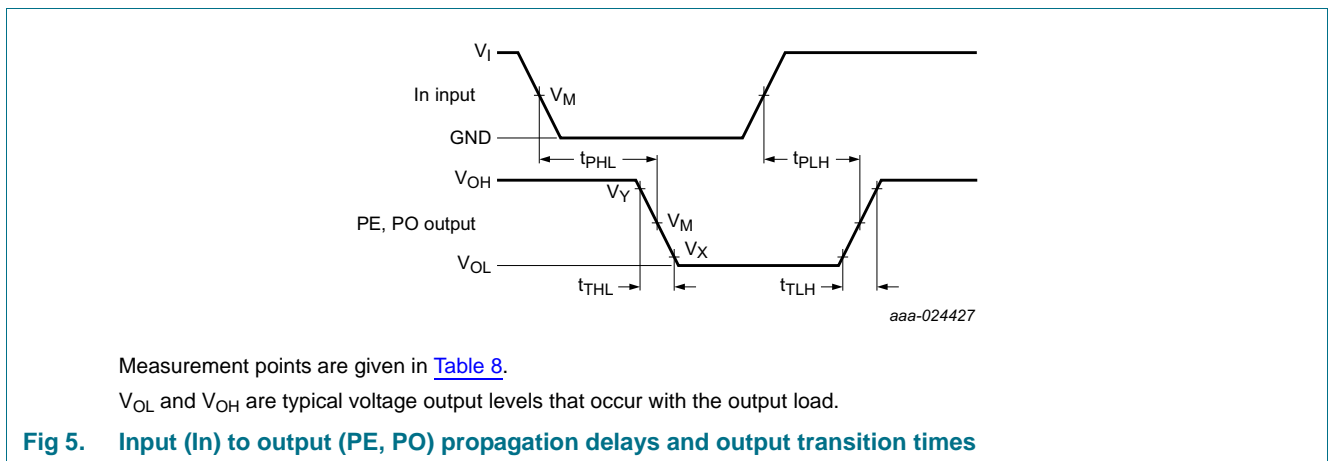 V_I
In input
V_M
GND
t_PHL
t_PLH
V_OH
V_Y
PE, PO output
V_M
V_X
V_OL
t_THL
t_TLH
aaa-024427
Measurement points are given in Table 8.
V_OL and V_OH are typical voltage output levels that occur with the output load.
Fig 5. Input (In) to output (PE, PO) propagation delays and output transition times